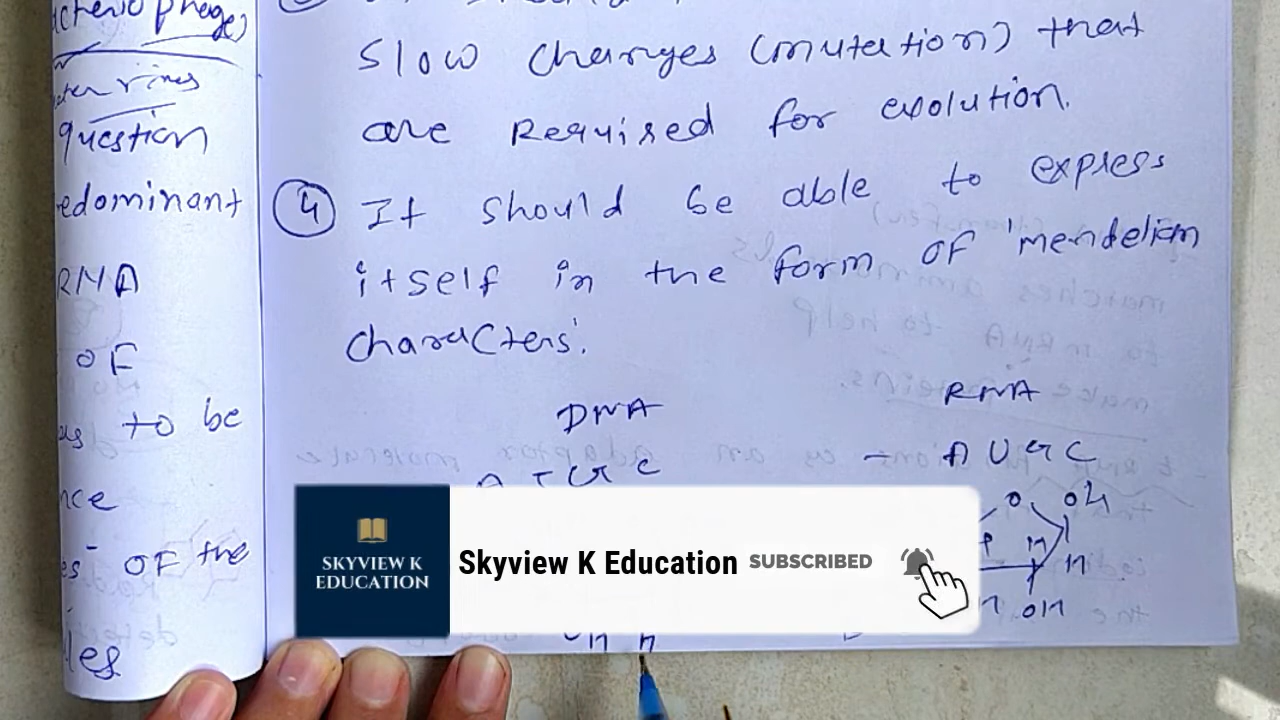 question
edominant
RNA
OF
to be
nce
OF the
les
slow changes (mutation) that
are Required for evolution.
④ It should be able to express
itself in the form OF 'mendelian
characters'.
DNA
RNA
A T G C
- A U G C
O OH
H
H
OH
H H
SKYVIEW K
EDUCATION
Skyview K Education SUBSCRIBED